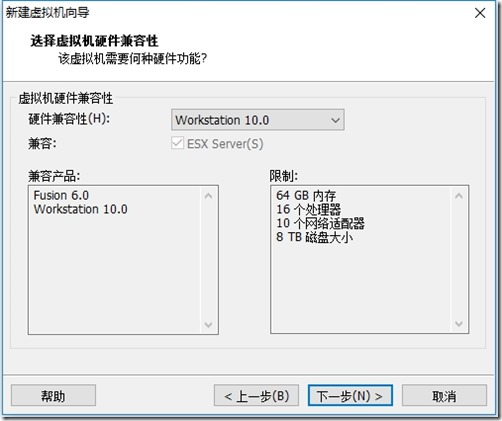 新建虚拟机向导
选择虚拟机硬件兼容性
该虚拟机需要何种硬件功能?
虚拟机硬件兼容性
硬件兼容性(H):
Workstation 10.0
兼容:
ESX Server(S)
兼容产品:
Fusion 6.0
Workstation 10.0
限制:
64 GB 内存
16 个处理器
10 个网络适配器
8 TB 磁盘大小
帮助
< 上一步(B)
下一步(N) >
取消